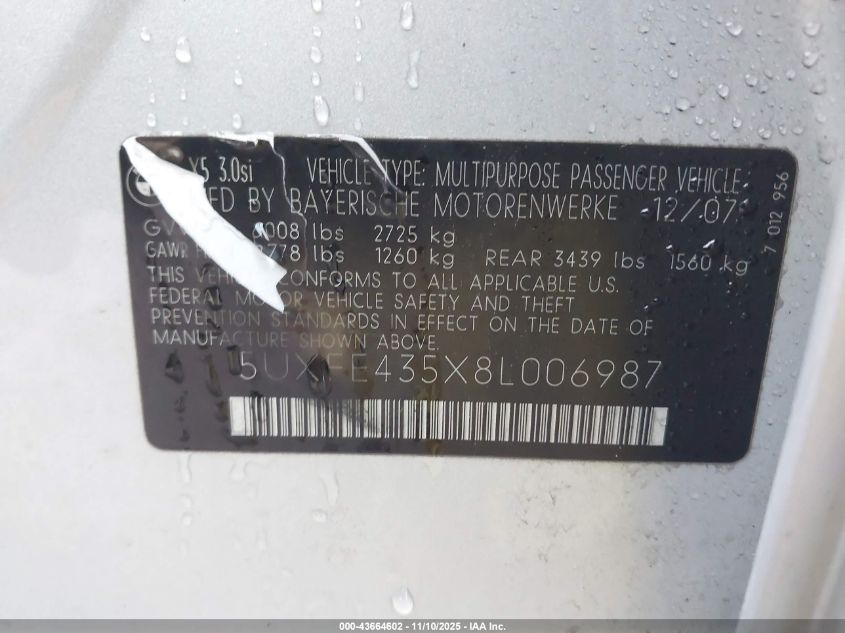 X5 3.0si VEHICLE TYPE: MULTIPURPOSE PASSENGER VEHICLE
BY BAYERISCHE MOTORENWERKE 12/07
lbs 2725 kg
GAWR lbs 1260 kg REAR 3439 lbs 1560 kg
THIS CONFORMS TO ALL APPLICABLE U.S.
FEDERAL MOTOR VEHICLE SAFETY AND THEFT
PREVENTION STANDARDS IN EFFECT ON THE DATE OF
MANUFACTURE SHOWN ABOVE.
5UXFE435X8L006987
7 012 956
000-43664602 - 11/10/2025 - IAA Inc.